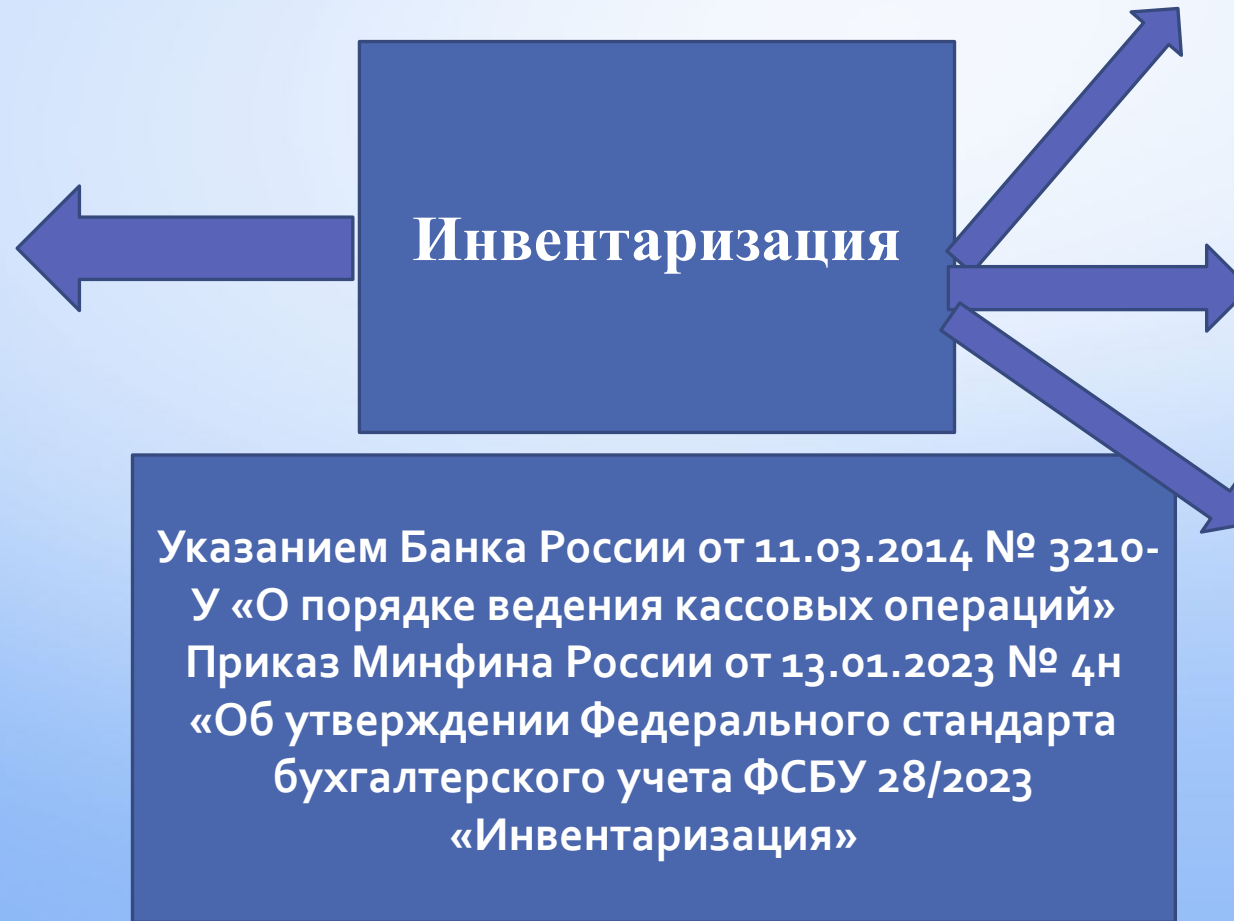 Инвентаризация
Указанием Банка России от 11.03.2014 № 3210-
У «О порядке ведения кассовых операций»
Приказ Минфина России от 13.01.2023 № 4н
«Об утверждении Федерального стандарта
бухгалтерского учета ФСБУ 28/2023
«Инвентаризация»